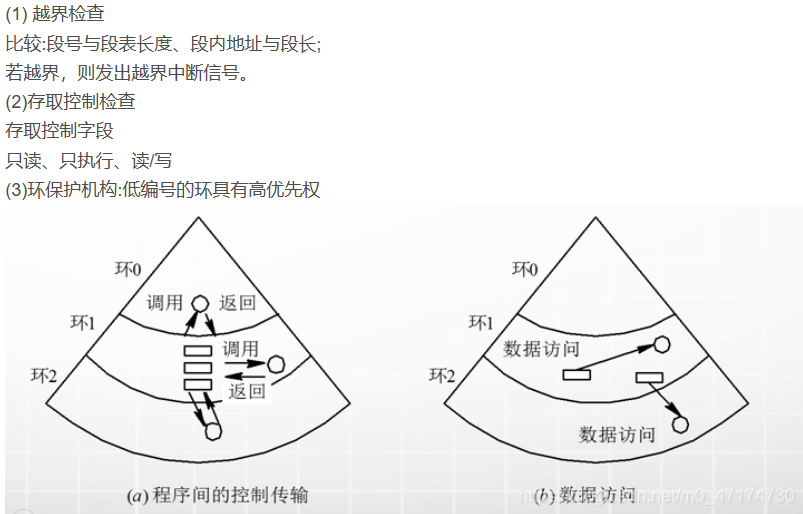 (1) 越界检查
比较:段号与段表长度、段内地址与段长;
若越界，则发出越界中断信号。
(2)存取控制检查
存取控制字段
只读、只执行、读/写
(3)环保护机构:低编号的环具有高优先权
环0
调用 返回
环1
调用
返回
环2
(a)程序间的控制传输
环0
环1
数据访问
环2
数据访问
(b)数据访问